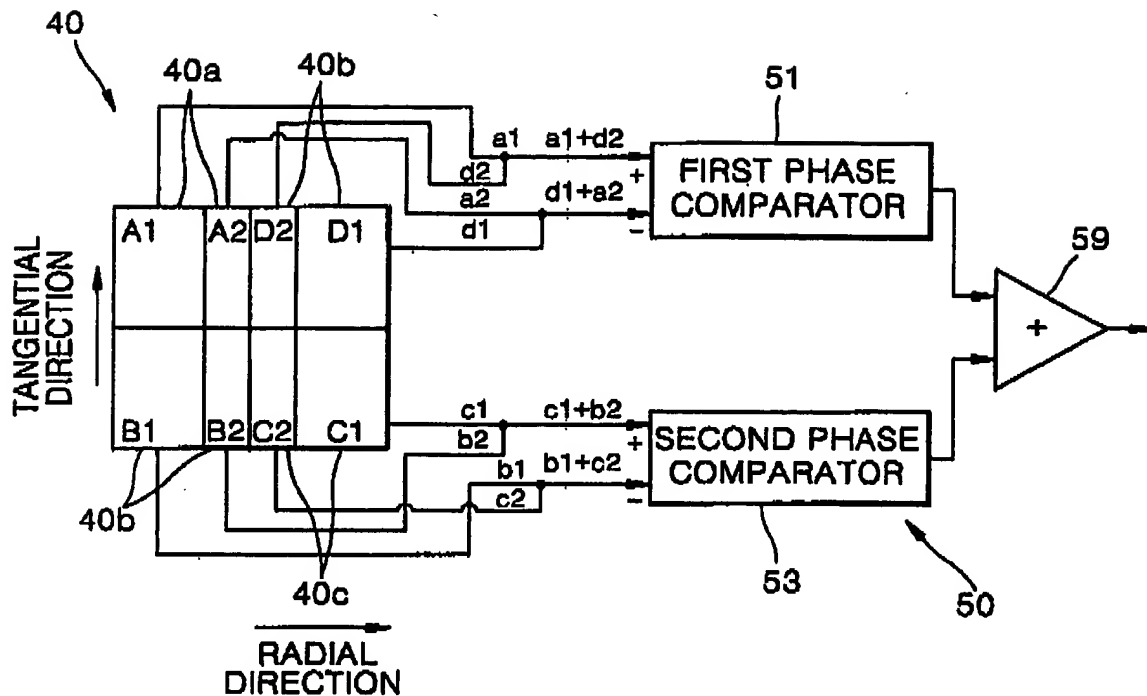 40
40a
40b
51
a1
a1+d2
d2
+
FIRST PHASE
COMPARATOR
a2
d1+a2
d1
−
A1
A2
D2
D1
59
+
TANGENTIAL
DIRECTION
c1
c1+b2
b2
+
SECOND PHASE
COMPARATOR
B1
B2
C2
C1
b1
b1+c2
c2
−
40b
40c
53
50
RADIAL
DIRECTION